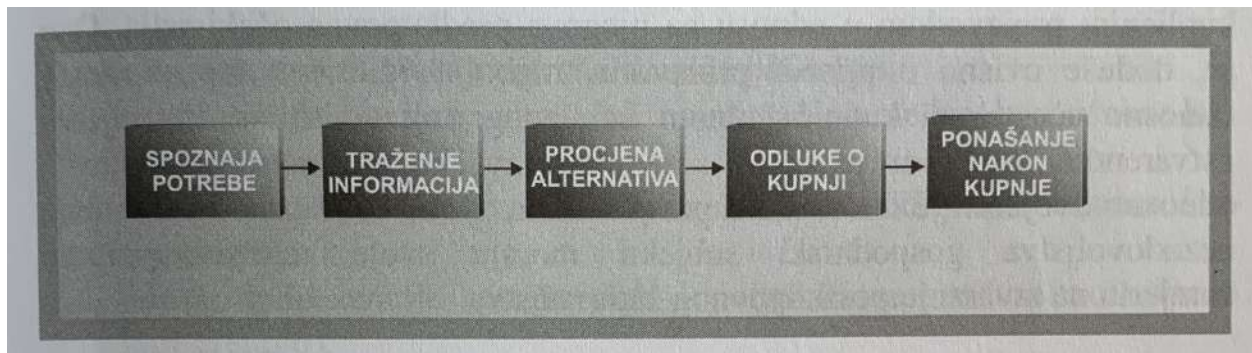 SPOZNAJA
POTREBE
TRAŽENJE
INFORMACIJA
PROCJENA
ALTERNATIVA
ODLUKE O
KUPNJI
PONAŠANJE
NAKON
KUPNJE